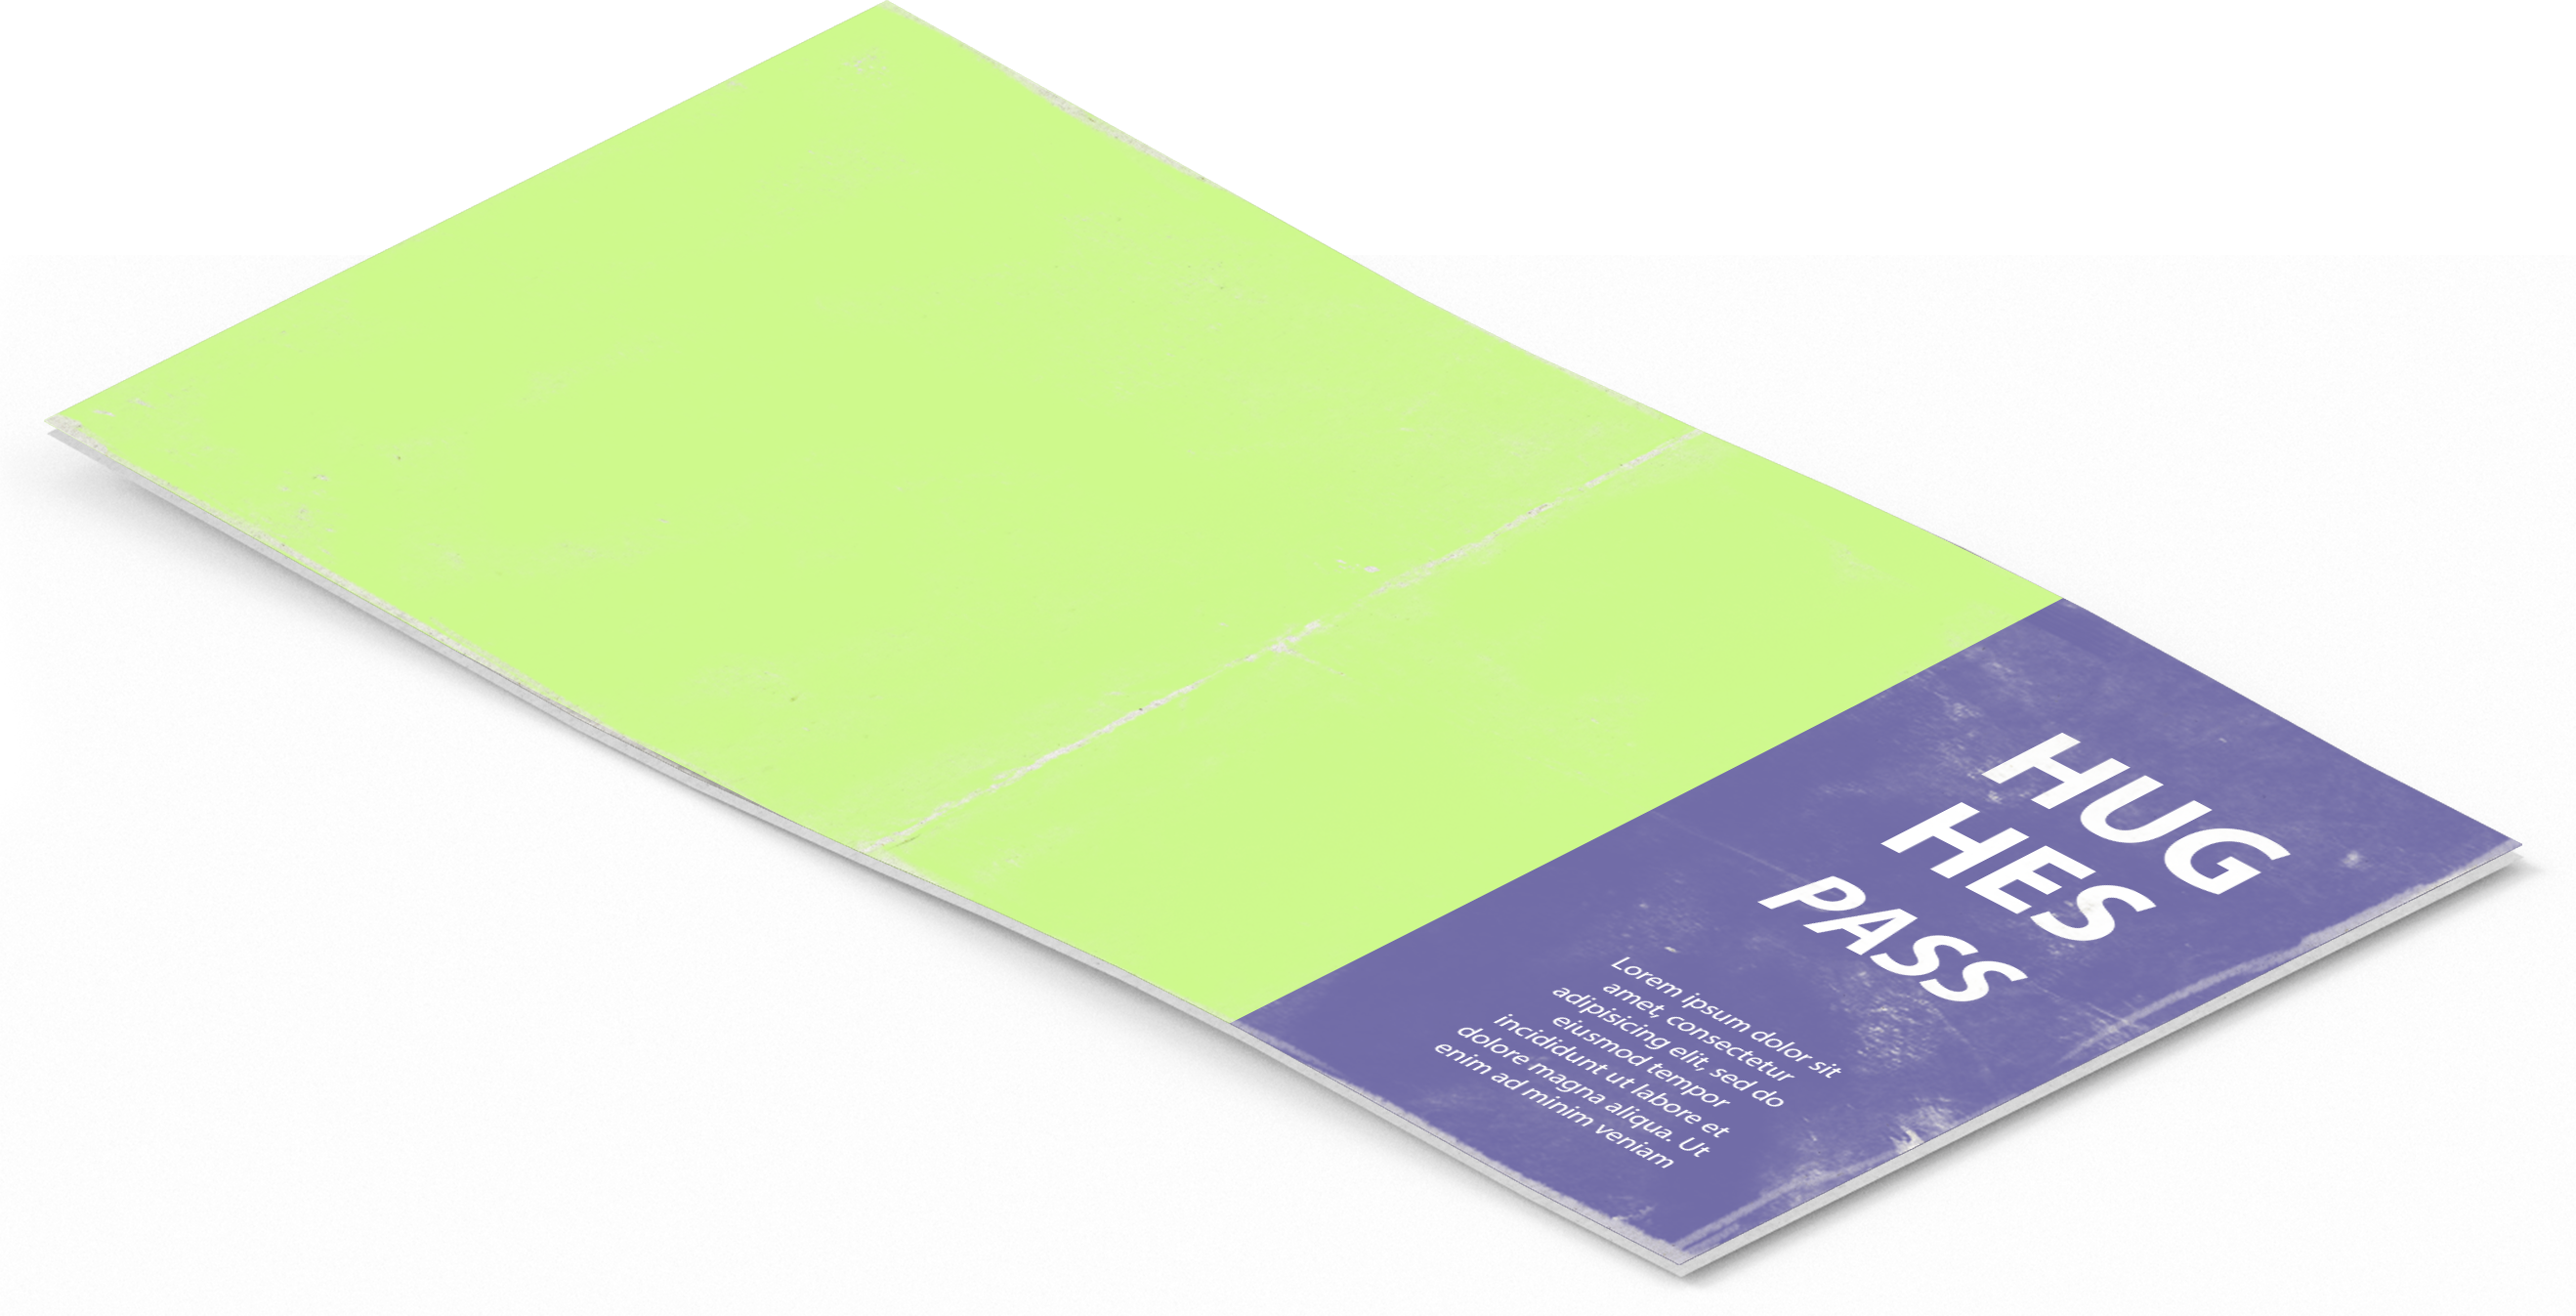 HUG
HES
PASS
Lorem ipsum dolor sit
amet, consectetur
adipisicing elit, sed do
eiusmod tempor
incididunt ut labore et
dolore magna aliqua. Ut
enim ad minim veniam